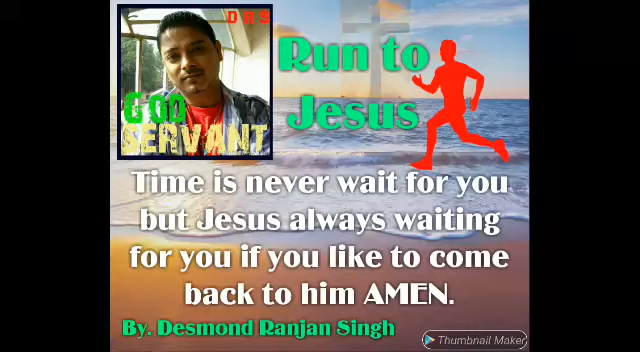 DRS
GOD
SERVANT
Run to
Jesus
Time is never wait for you
but Jesus always waiting
for you if you like to come
back to him AMEN.
By. Desmond Ranjan Singh
Thumbnail Maker